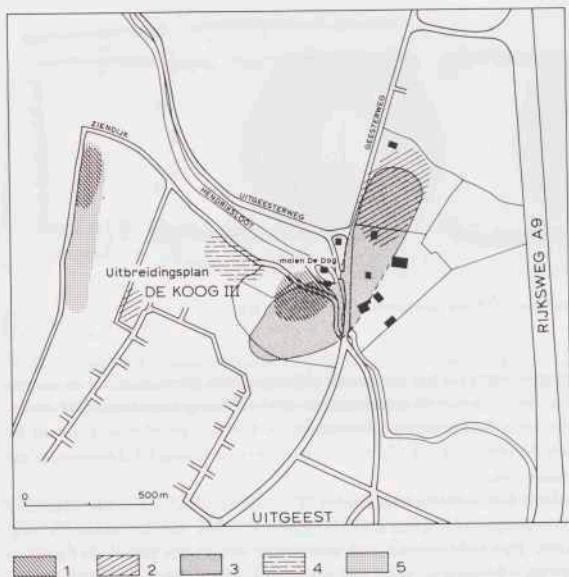 ZIENDIJK
HENDRIKSLOOT
UITGEESTERWEG
GEESTERWEG
RIJKSWEG A9
molen De Dog
Uitbreidingsplan
DE KOOG III
0 500m
UITGEEST
1 2 3 4 5